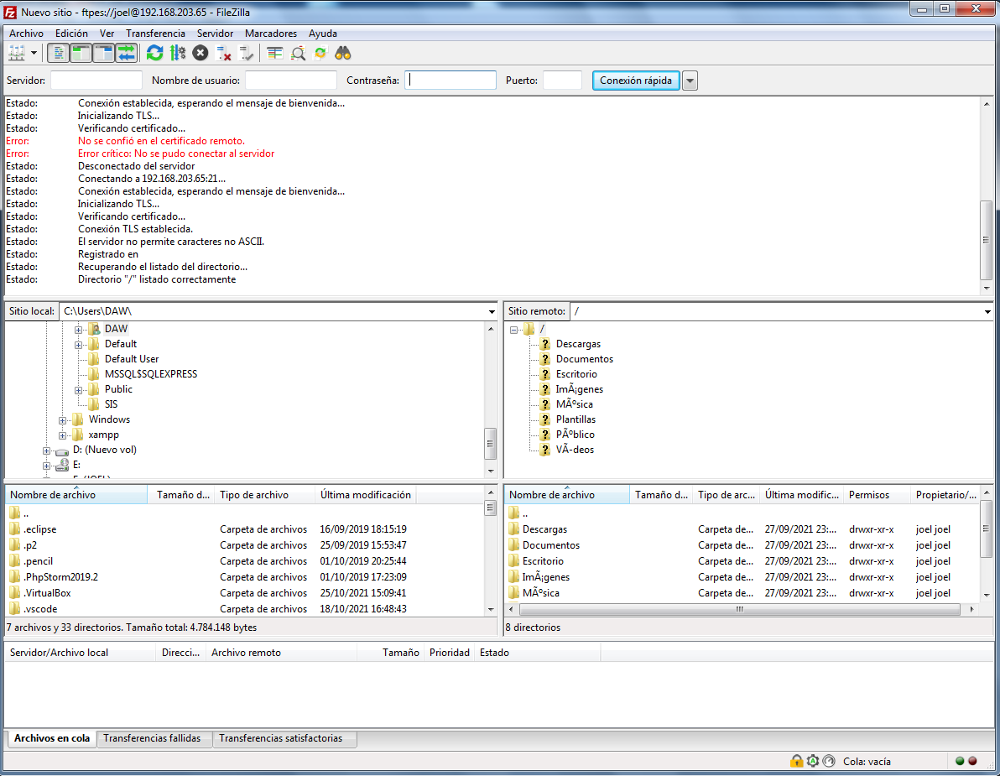 Nuevo sitio - ftpes://joel@192.168.203.65 - FileZilla
Archivo Edición Ver Transferencia Servidor Marcadores Ayuda
Servidor: Nombre de usuario: Contraseña: Puerto: Conexión rápida
Estado: Conexión establecida, esperando el mensaje de bienvenida...
Estado: Inicializando TLS...
Estado: Verificando certificado...
Error: No se confió en el certificado remoto.
Error: Error crítico: No se pudo conectar al servidor
Estado: Desconectado del servidor
Estado: Conectando a 192.168.203.65:21...
Estado: Conexión establecida, esperando el mensaje de bienvenida...
Estado: Inicializando TLS...
Estado: Verificando certificado...
Estado: Conexión TLS establecida.
Estado: El servidor no permite caracteres no ASCII.
Estado: Registrado en
Estado: Recuperando el listado del directorio...
Estado: Directorio "/" listado correctamente
Sitio local: C:\Users\DAW\
DAW
Default
Default User
MSSQL$SQLEXPRESS
Public
SIS
Windows
xampp
D: (Nuevo vol)
E:
Sitio remoto: /
/
Descargas
Documentos
Escritorio
ImÃ¡genes
MÃºsica
Plantillas
PÃºblico
VÃ-deos
Nombre de archivo Tamaño d... Tipo de archivo Última modificación
..
.eclipse Carpeta de archivos 16/09/2019 18:15:19
.p2 Carpeta de archivos 25/09/2019 15:53:47
.pencil Carpeta de archivos 01/10/2019 20:25:44
.PhpStorm2019.2 Carpeta de archivos 01/10/2019 17:23:09
.VirtualBox Carpeta de archivos 25/10/2021 15:09:41
.vscode Carpeta de archivos 18/10/2021 16:48:43
7 archivos y 33 directorios. Tamaño total: 4.784.148 bytes
Nombre de archivo Tamaño d... Tipo de arc... Última modific... Permisos Propietario/...
..
Descargas Carpeta de... 27/09/2021 23:... drwxr-xr-x joel joel
Documentos Carpeta de... 27/09/2021 23:... drwxr-xr-x joel joel
Escritorio Carpeta de... 27/09/2021 23:... drwxr-xr-x joel joel
ImÃ¡genes Carpeta de... 27/09/2021 23:... drwxr-xr-x joel joel
MÃºsica Carpeta de... 27/09/2021 23:... drwxr-xr-x joel joel
8 directorios
Servidor/Archivo local Direcci... Archivo remoto Tamaño Prioridad Estado
Archivos en cola Transferencias fallidas Transferencias satisfactorias
Cola: vacía